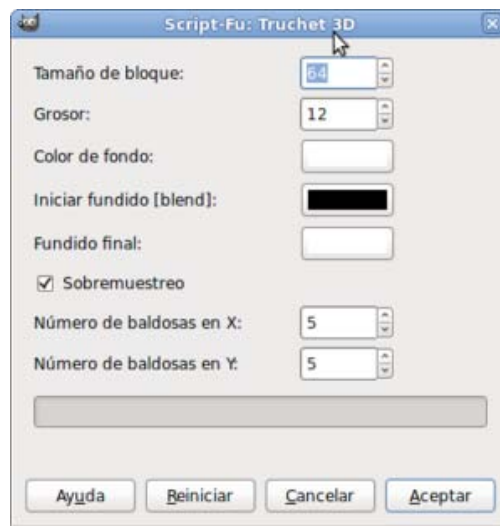 Script-Fu: Truchet 3D
Tamaño de bloque: 64
Grosor: 12
Color de fondo:
Iniciar fundido [blend]:
Fundido final:
Sobremuestreo
Número de baldosas en X: 5
Número de baldosas en Y: 5
Ayuda Reiniciar Cancelar Aceptar